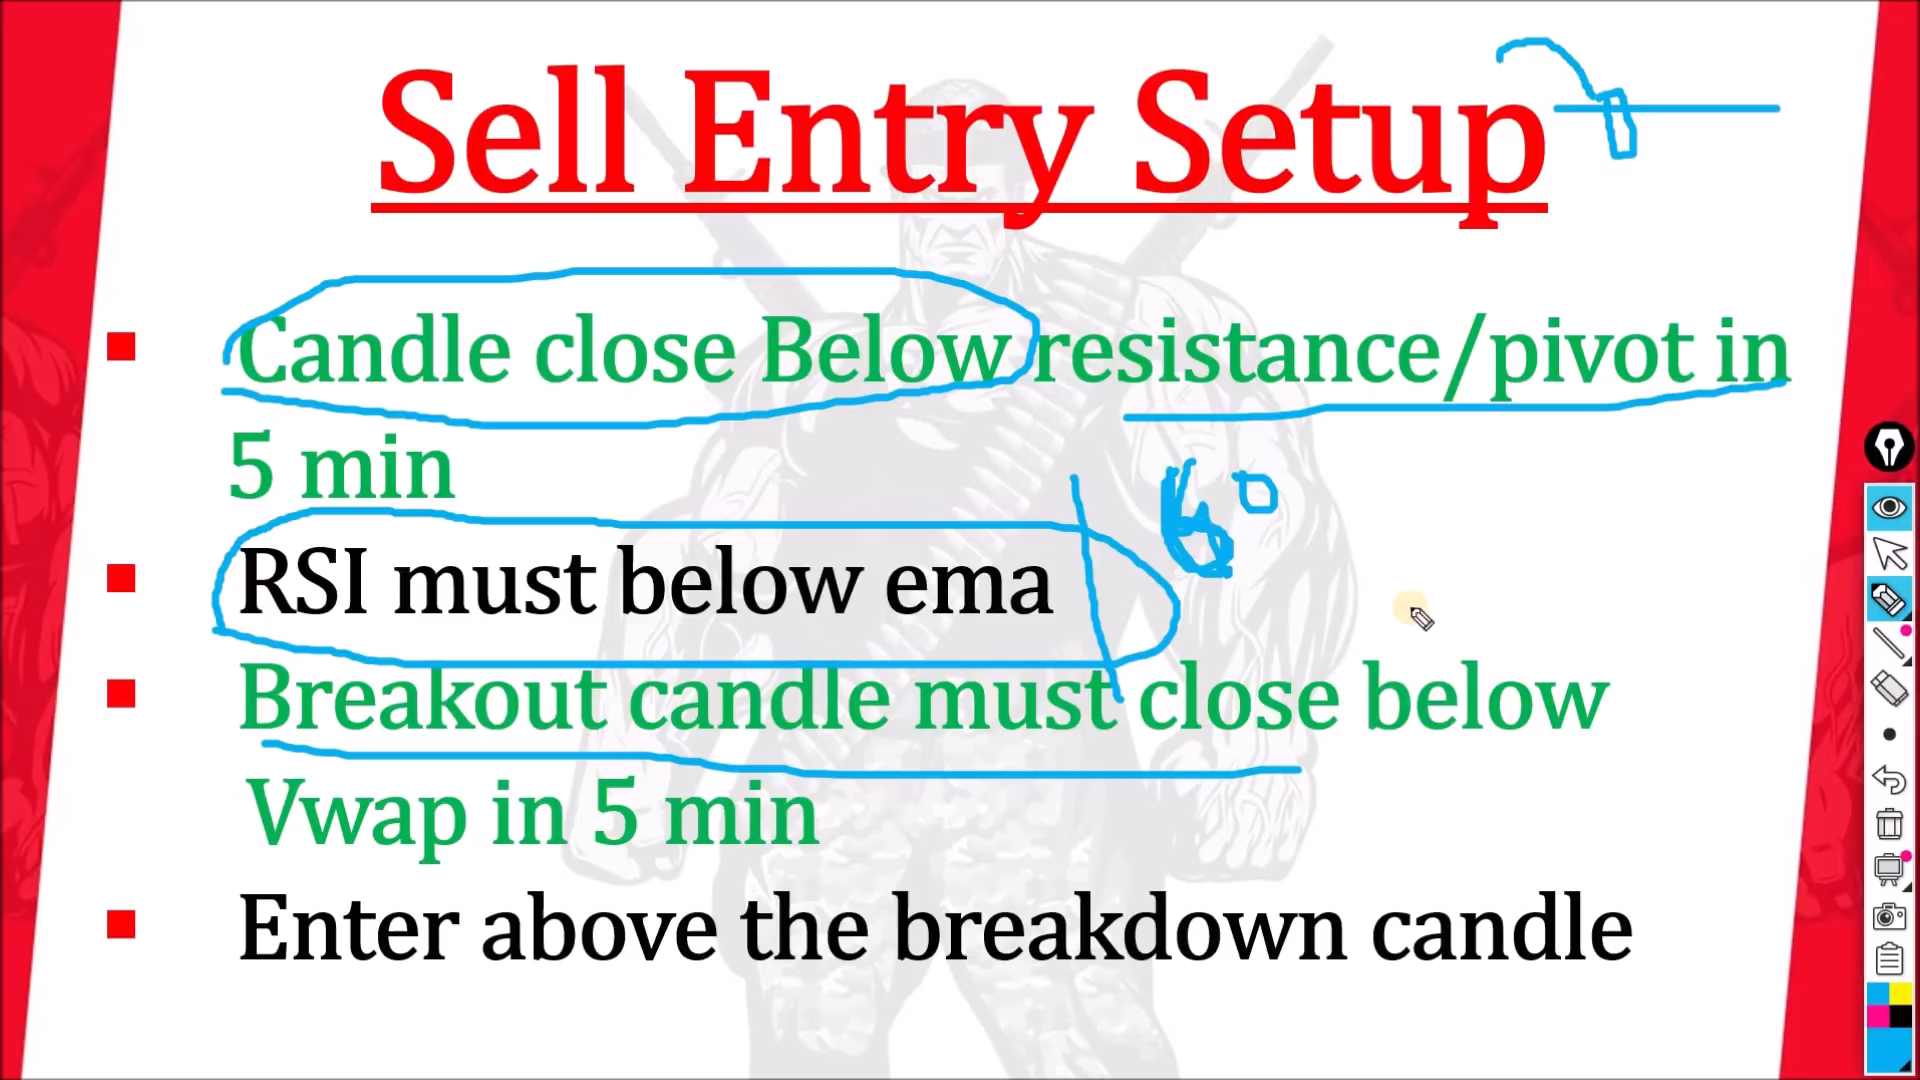 Sell Entry Setup
▪ Candle close Below resistance/pivot in
5 min
60
▪ RSI must below ema
▪ Breakout candle must close below
Vwap in 5 min
▪ Enter above the breakdown candle